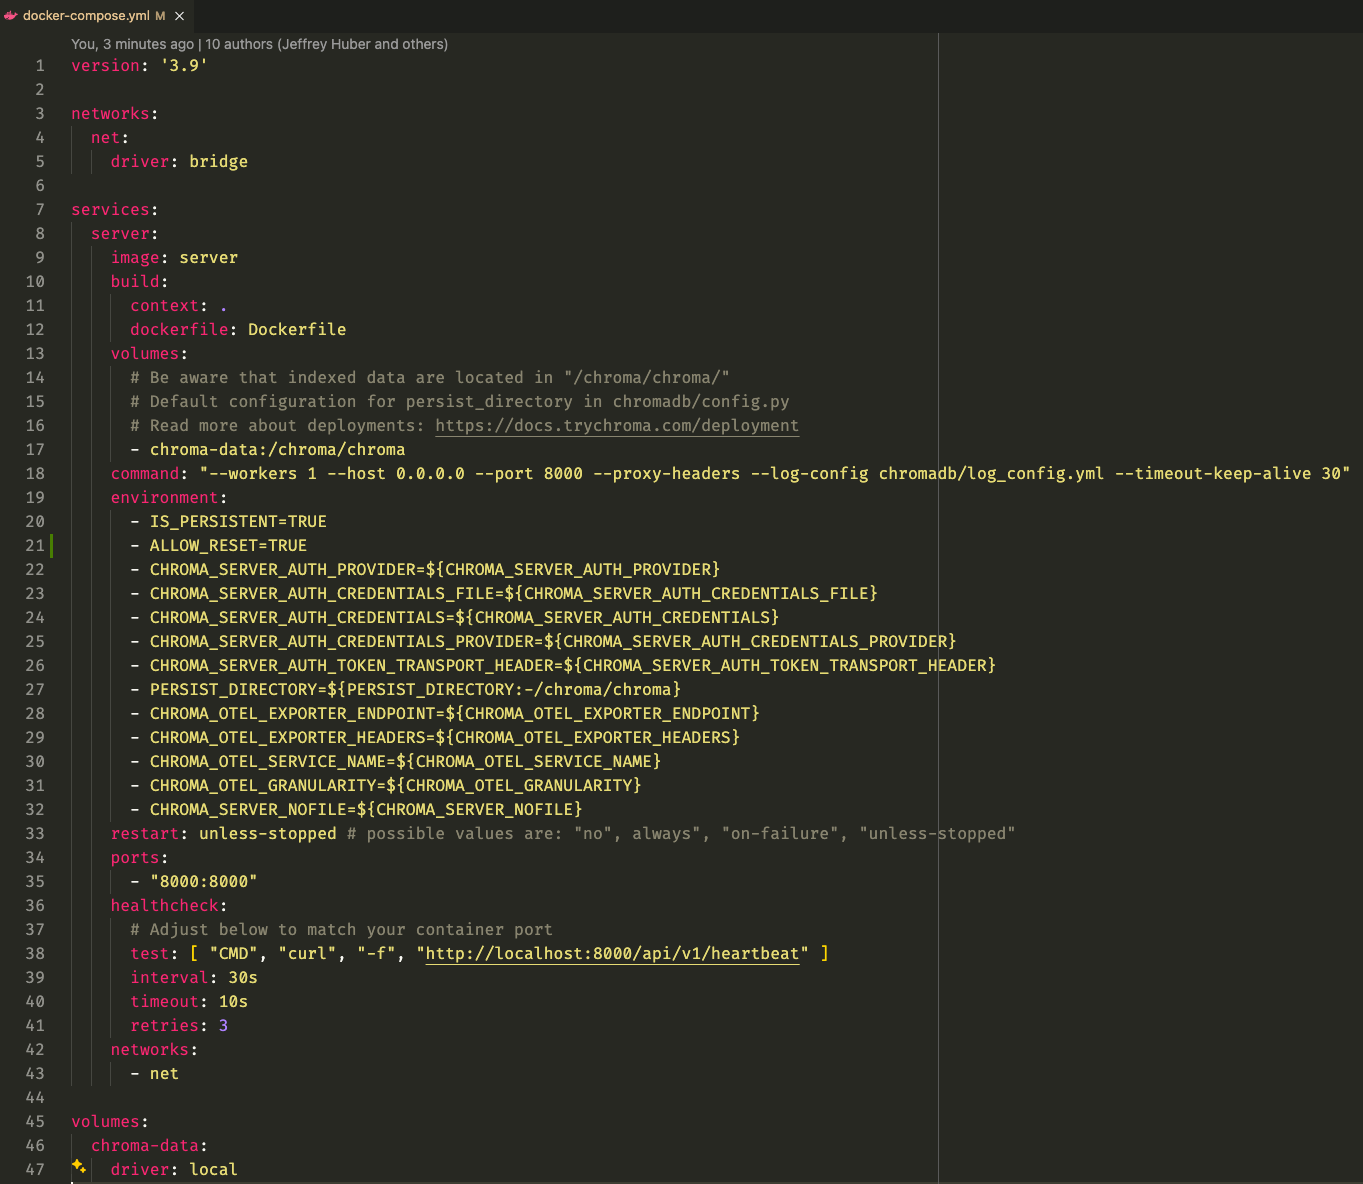 docker-compose.yml M ×
You, 3 minutes ago | 10 authors (Jeffrey Huber and others)
1 version: '3.9'
2
3 networks:
4   net:
5     driver: bridge
6
7 services:
8   server:
9     image: server
10     build:
11       context: .
12       dockerfile: Dockerfile
13     volumes:
14       # Be aware that indexed data are located in "/chroma/chroma/"
15       # Default configuration for persist_directory in chromadb/config.py
16       # Read more about deployments: https://docs.trychroma.com/deployment
17       - chroma-data:/chroma/chroma
18     command: "--workers 1 --host 0.0.0.0 --port 8000 --proxy-headers --log-config chromadb/log_config.yml --timeout-keep-alive 30"
19     environment:
20       - IS_PERSISTENT=TRUE
21       - ALLOW_RESET=TRUE
22       - CHROMA_SERVER_AUTH_PROVIDER=${CHROMA_SERVER_AUTH_PROVIDER}
23       - CHROMA_SERVER_AUTH_CREDENTIALS_FILE=${CHROMA_SERVER_AUTH_CREDENTIALS_FILE}
24       - CHROMA_SERVER_AUTH_CREDENTIALS=${CHROMA_SERVER_AUTH_CREDENTIALS}
25       - CHROMA_SERVER_AUTH_CREDENTIALS_PROVIDER=${CHROMA_SERVER_AUTH_CREDENTIALS_PROVIDER}
26       - CHROMA_SERVER_AUTH_TOKEN_TRANSPORT_HEADER=${CHROMA_SERVER_AUTH_TOKEN_TRANSPORT_HEADER}
27       - PERSIST_DIRECTORY=${PERSIST_DIRECTORY:-/chroma/chroma}
28       - CHROMA_OTEL_EXPORTER_ENDPOINT=${CHROMA_OTEL_EXPORTER_ENDPOINT}
29       - CHROMA_OTEL_EXPORTER_HEADERS=${CHROMA_OTEL_EXPORTER_HEADERS}
30       - CHROMA_OTEL_SERVICE_NAME=${CHROMA_OTEL_SERVICE_NAME}
31       - CHROMA_OTEL_GRANULARITY=${CHROMA_OTEL_GRANULARITY}
32       - CHROMA_SERVER_NOFILE=${CHROMA_SERVER_NOFILE}
33     restart: unless-stopped # possible values are: "no", always", "on-failure", "unless-stopped"
34     ports:
35       - "8000:8000"
36     healthcheck:
37       # Adjust below to match your container port
38       test: [ "CMD", "curl", "-f", "http://localhost:8000/api/v1/heartbeat" ]
39       interval: 30s
40       timeout: 10s
41       retries: 3
42     networks:
43       - net
44
45 volumes:
46   chroma-data:
47     driver: local